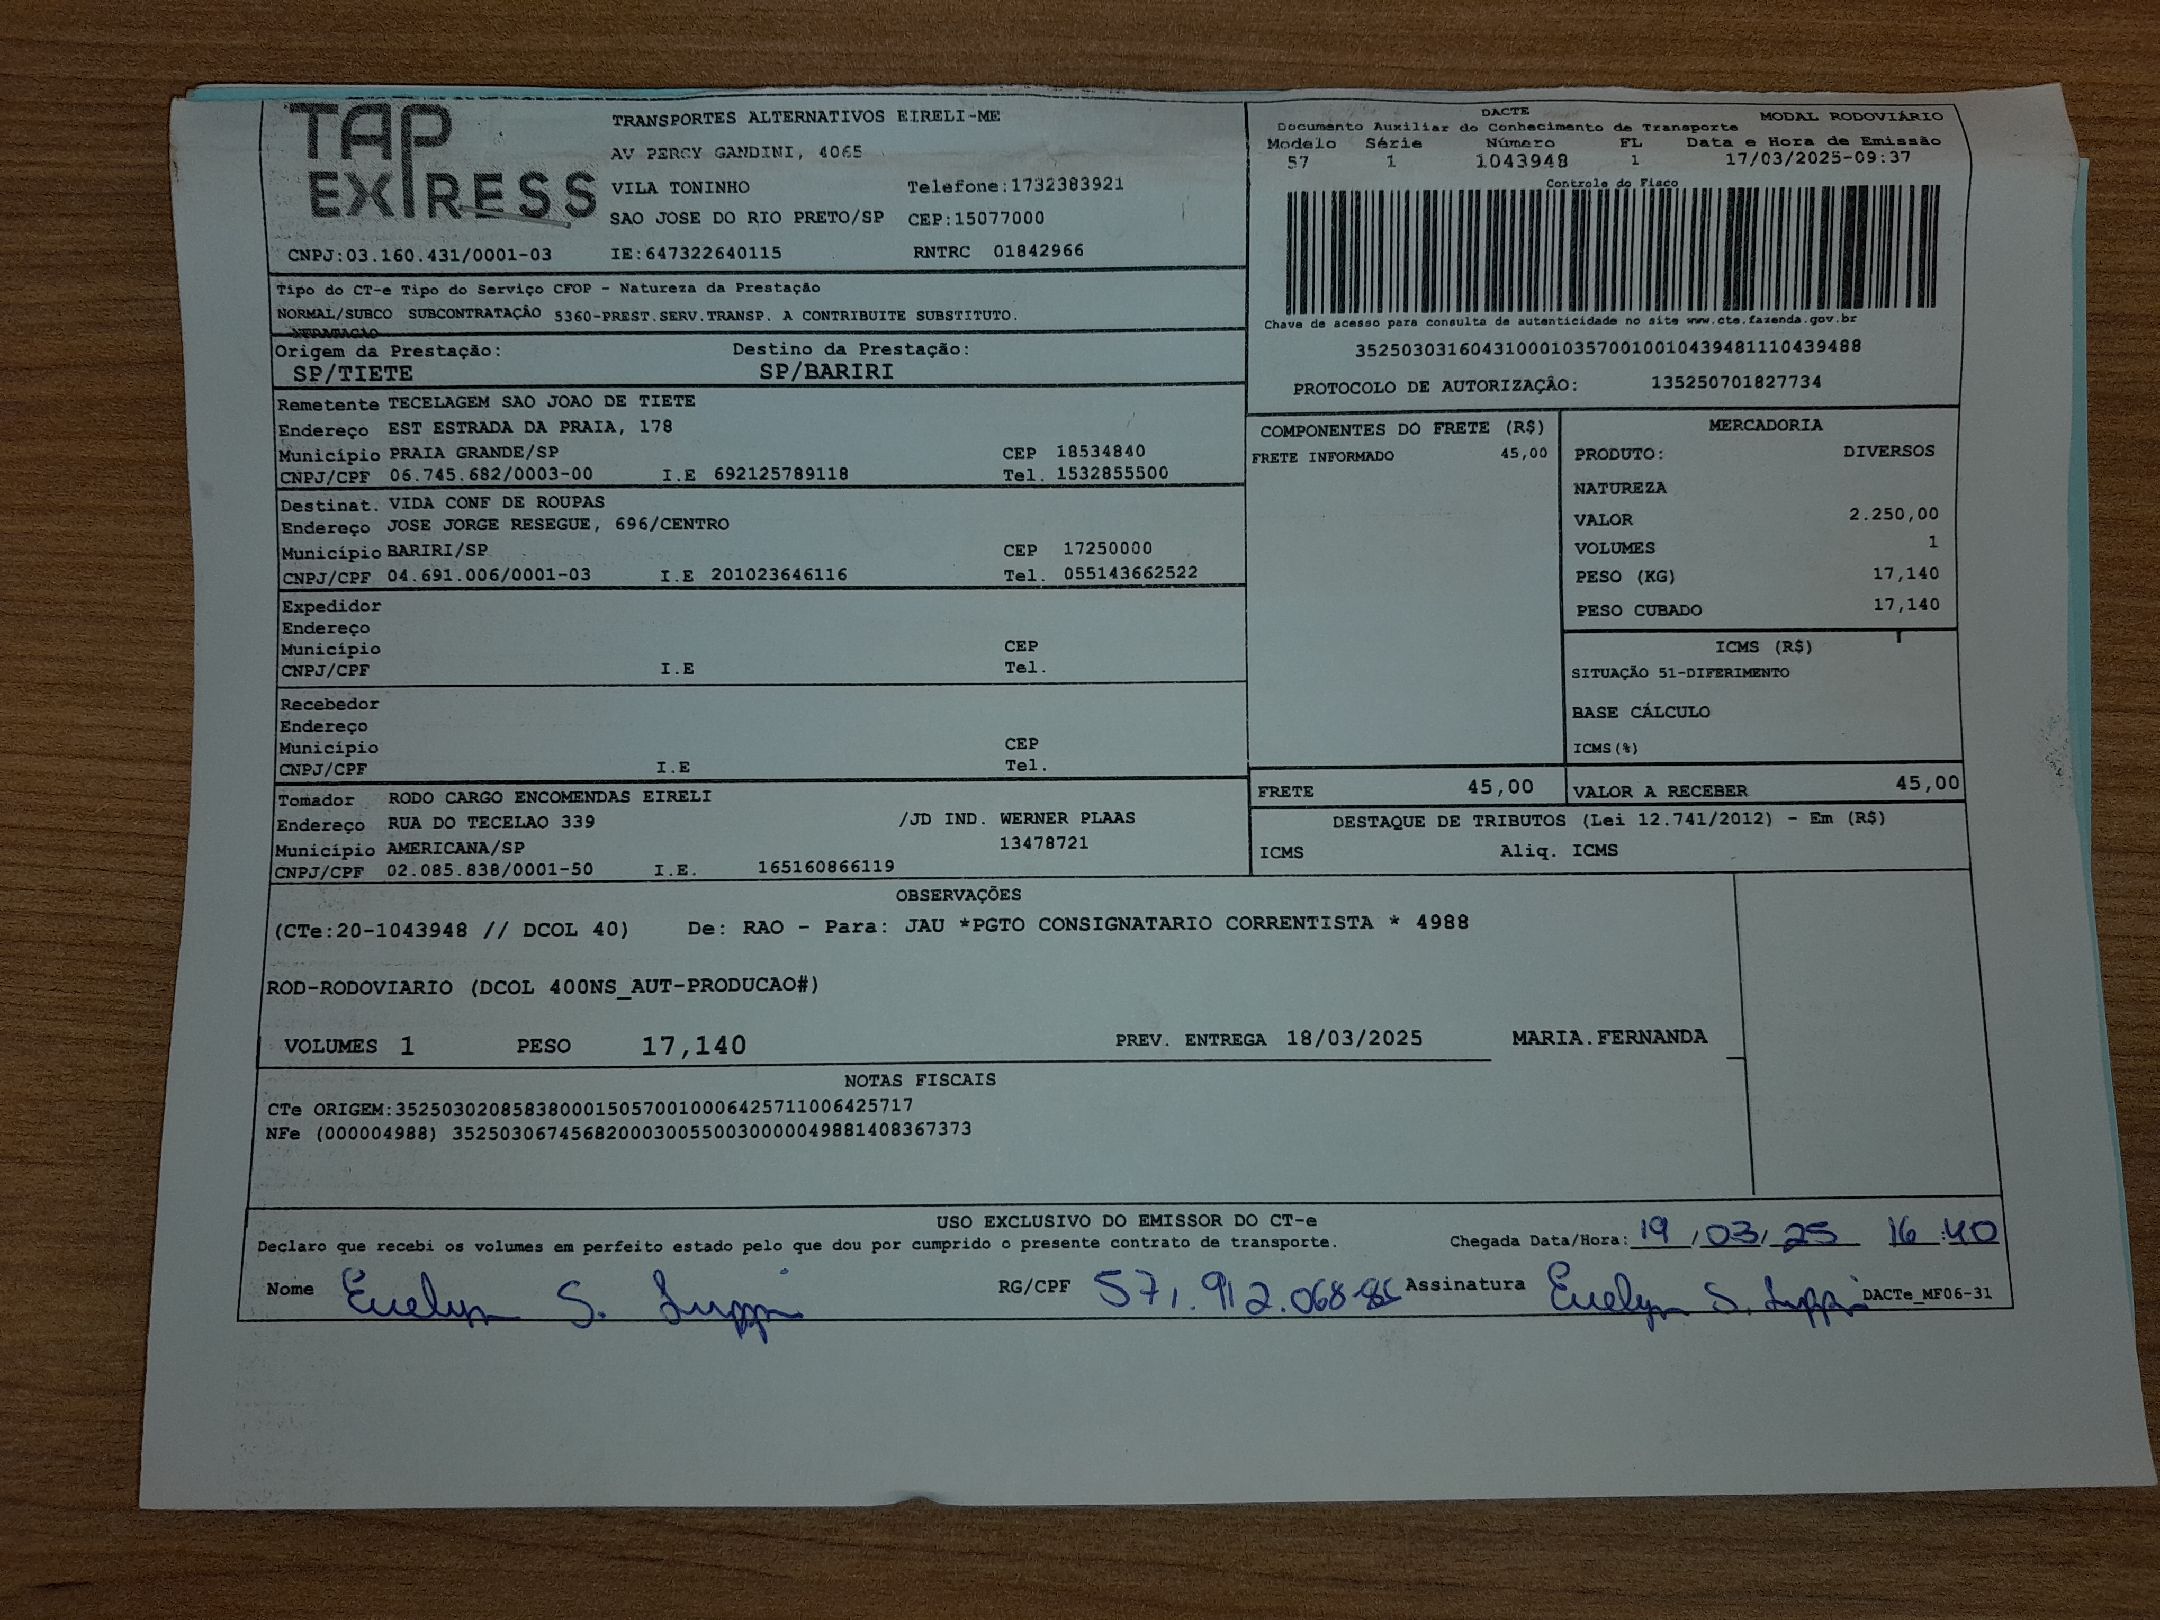 TAP
EXPRESS
TRANSPORTES ALTERNATIVOS EIRELI-ME
AV PERCY GANDINI, 4065
VILA TONINHO Telefone:1732383921
SAO JOSE DO RIO PRETO/SP CEP:15077000
CNPJ:03.160.431/0001-03 IE:647322640115 RNTRC 01842966
DACTE MODAL RODOVIÁRIO
Documento Auxiliar do Conhecimento de Transporte
Modelo Série Número FL Data e Hora de Emissão
57 1 1043948 1 17/03/2025-09:37
Controle do Fisco
Chave de acesso para consulta de autenticidade no site www.cte.fazenda.gov.br
35250303160431000103570010010439481110439488
PROTOCOLO DE AUTORIZAÇÃO: 135250701827734
Tipo do CT-e Tipo do Serviço CFOP - Natureza da Prestação
NORMAL/SUBCO SUBCONTRATAÇÃO 5360-PREST.SERV.TRANSP. A CONTRIBUITE SUBSTITUTO.
Origem da Prestação: Destino da Prestação:
SP/TIETE SP/BARIRI
Remetente TECELAGEM SAO JOAO DE TIETE
Endereço EST ESTRADA DA PRAIA, 178
Município PRAIA GRANDE/SP CEP 18534840
CNPJ/CPF 06.745.682/0003-00 I.E 692125789118 Tel. 1532855500
Destinat. VIDA CONF DE ROUPAS
Endereço JOSE JORGE RESEGUE, 696/CENTRO
Município BARIRI/SP CEP 17250000
CNPJ/CPF 04.691.006/0001-03 I.E 201023646116 Tel. 055143662522
Expedidor
Endereço
Município CEP
CNPJ/CPF I.E Tel.
Recebedor
Endereço
Município CEP
CNPJ/CPF I.E Tel.
Tomador RODO CARGO ENCOMENDAS EIRELI
Endereço RUA DO TECELAO 339 /JD IND. WERNER PLAAS
Município AMERICANA/SP 13478721
CNPJ/CPF 02.085.838/0001-50 I.E. 165160866119
COMPONENTES DO FRETE (R$)
FRETE INFORMADO 45,00
MERCADORIA
PRODUTO: DIVERSOS
NATUREZA
VALOR 2.250,00
VOLUMES 1
PESO (KG) 17,140
PESO CUBADO 17,140
ICMS (R$)
SITUAÇÃO 51-DIFERIMENTO
BASE CÁLCULO
ICMS(%)
FRETE 45,00 VALOR A RECEBER 45,00
DESTAQUE DE TRIBUTOS (Lei 12.741/2012) - Em (R$)
ICMS Aliq. ICMS
OBSERVAÇÕES
(CTe:20-1043948 // DCOL 40) De: RAO - Para: JAU *PGTO CONSIGNATARIO CORRENTISTA * 4988
ROD-RODOVIARIO (DCOL 400NS_AUT-PRODUCAO#)
VOLUMES 1 PESO 17,140 PREV. ENTREGA 18/03/2025 MARIA.FERNANDA
NOTAS FISCAIS
CTe ORIGEM:35250302085838000150570010006425711006425717
NFe (000004988) 35250306745682000300550030000049881408367373
USO EXCLUSIVO DO EMISSOR DO CT-e
Declaro que recebi os volumes em perfeito estado pelo que dou por cumprido o presente contrato de transporte. Chegada Data/Hora: 19/03/25 16:40
Nome Evelyn S. Luppi RG/CPF 571.912.068-86 Assinatura Evelyn S. Luppi DACTe_MF06-31